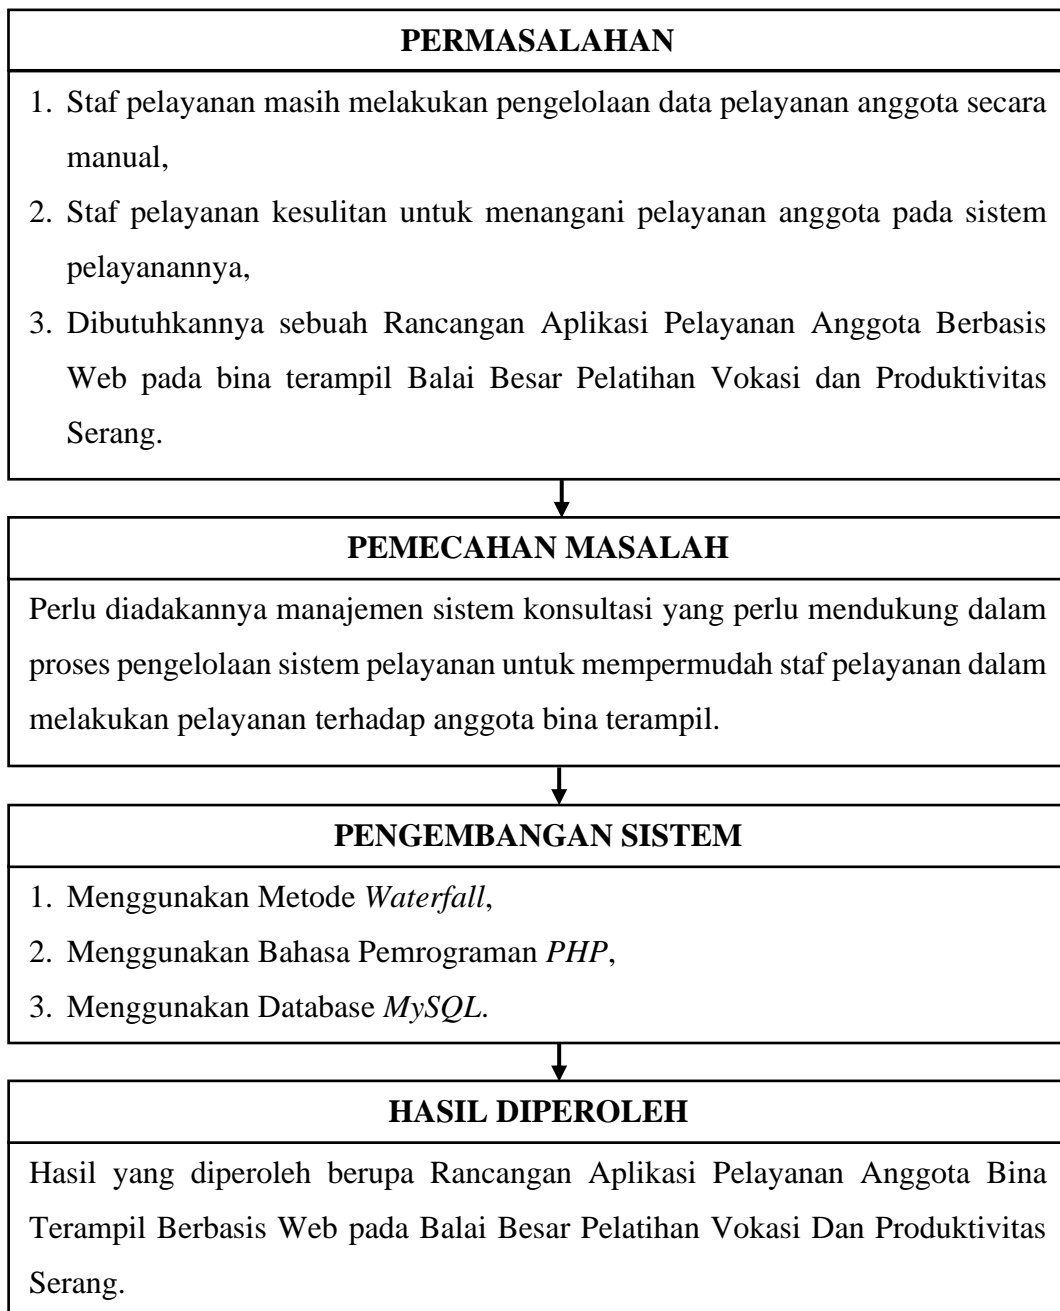 PERMASALAHAN
1. Staf pelayanan masih melakukan pengelolaan data pelayanan anggota secara
manual,
2. Staf pelayanan kesulitan untuk menangani pelayanan anggota pada sistem
pelayanannya,
3. Dibutuhkannya sebuah Rancangan Aplikasi Pelayanan Anggota Berbasis
Web pada bina terampil Balai Besar Pelatihan Vokasi dan Produktivitas
Serang.
PEMECAHAN MASALAH
Perlu diadakannya manajemen sistem konsultasi yang perlu mendukung dalam
proses pengelolaan sistem pelayanan untuk mempermudah staf pelayanan dalam
melakukan pelayanan terhadap anggota bina terampil.
PENGEMBANGAN SISTEM
1. Menggunakan Metode Waterfall,
2. Menggunakan Bahasa Pemrograman PHP,
3. Menggunakan Database MySQL.
HASIL DIPEROLEH
Hasil yang diperoleh berupa Rancangan Aplikasi Pelayanan Anggota Bina
Terampil Berbasis Web pada Balai Besar Pelatihan Vokasi Dan Produktivitas
Serang.